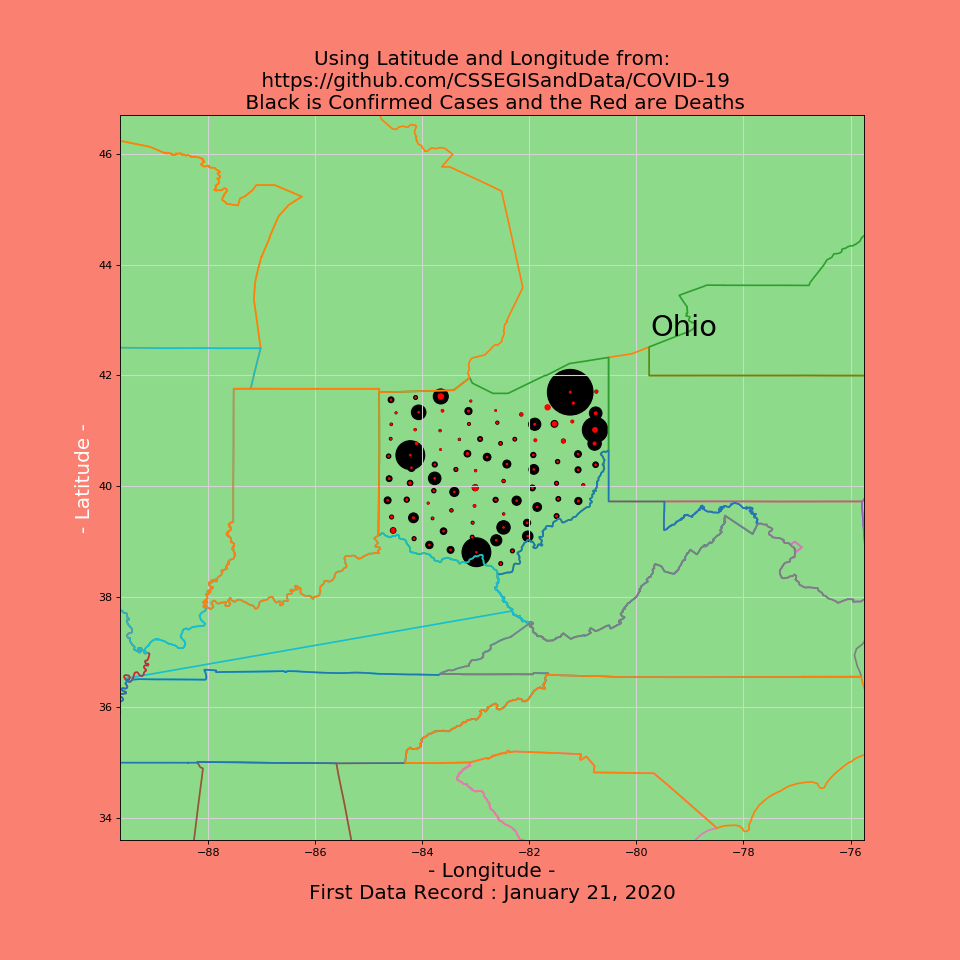 Using Latitude and Longitude from:
https://github.com/CSSEGISandData/COVID-19
Black is Confirmed Cases and the Red are Deaths
46
44
42
40
38
36
34
- Latitude -
Ohio
−88
−86
−84
−82
−80
−78
−76
- Longitude -
First Data Record : January 21, 2020